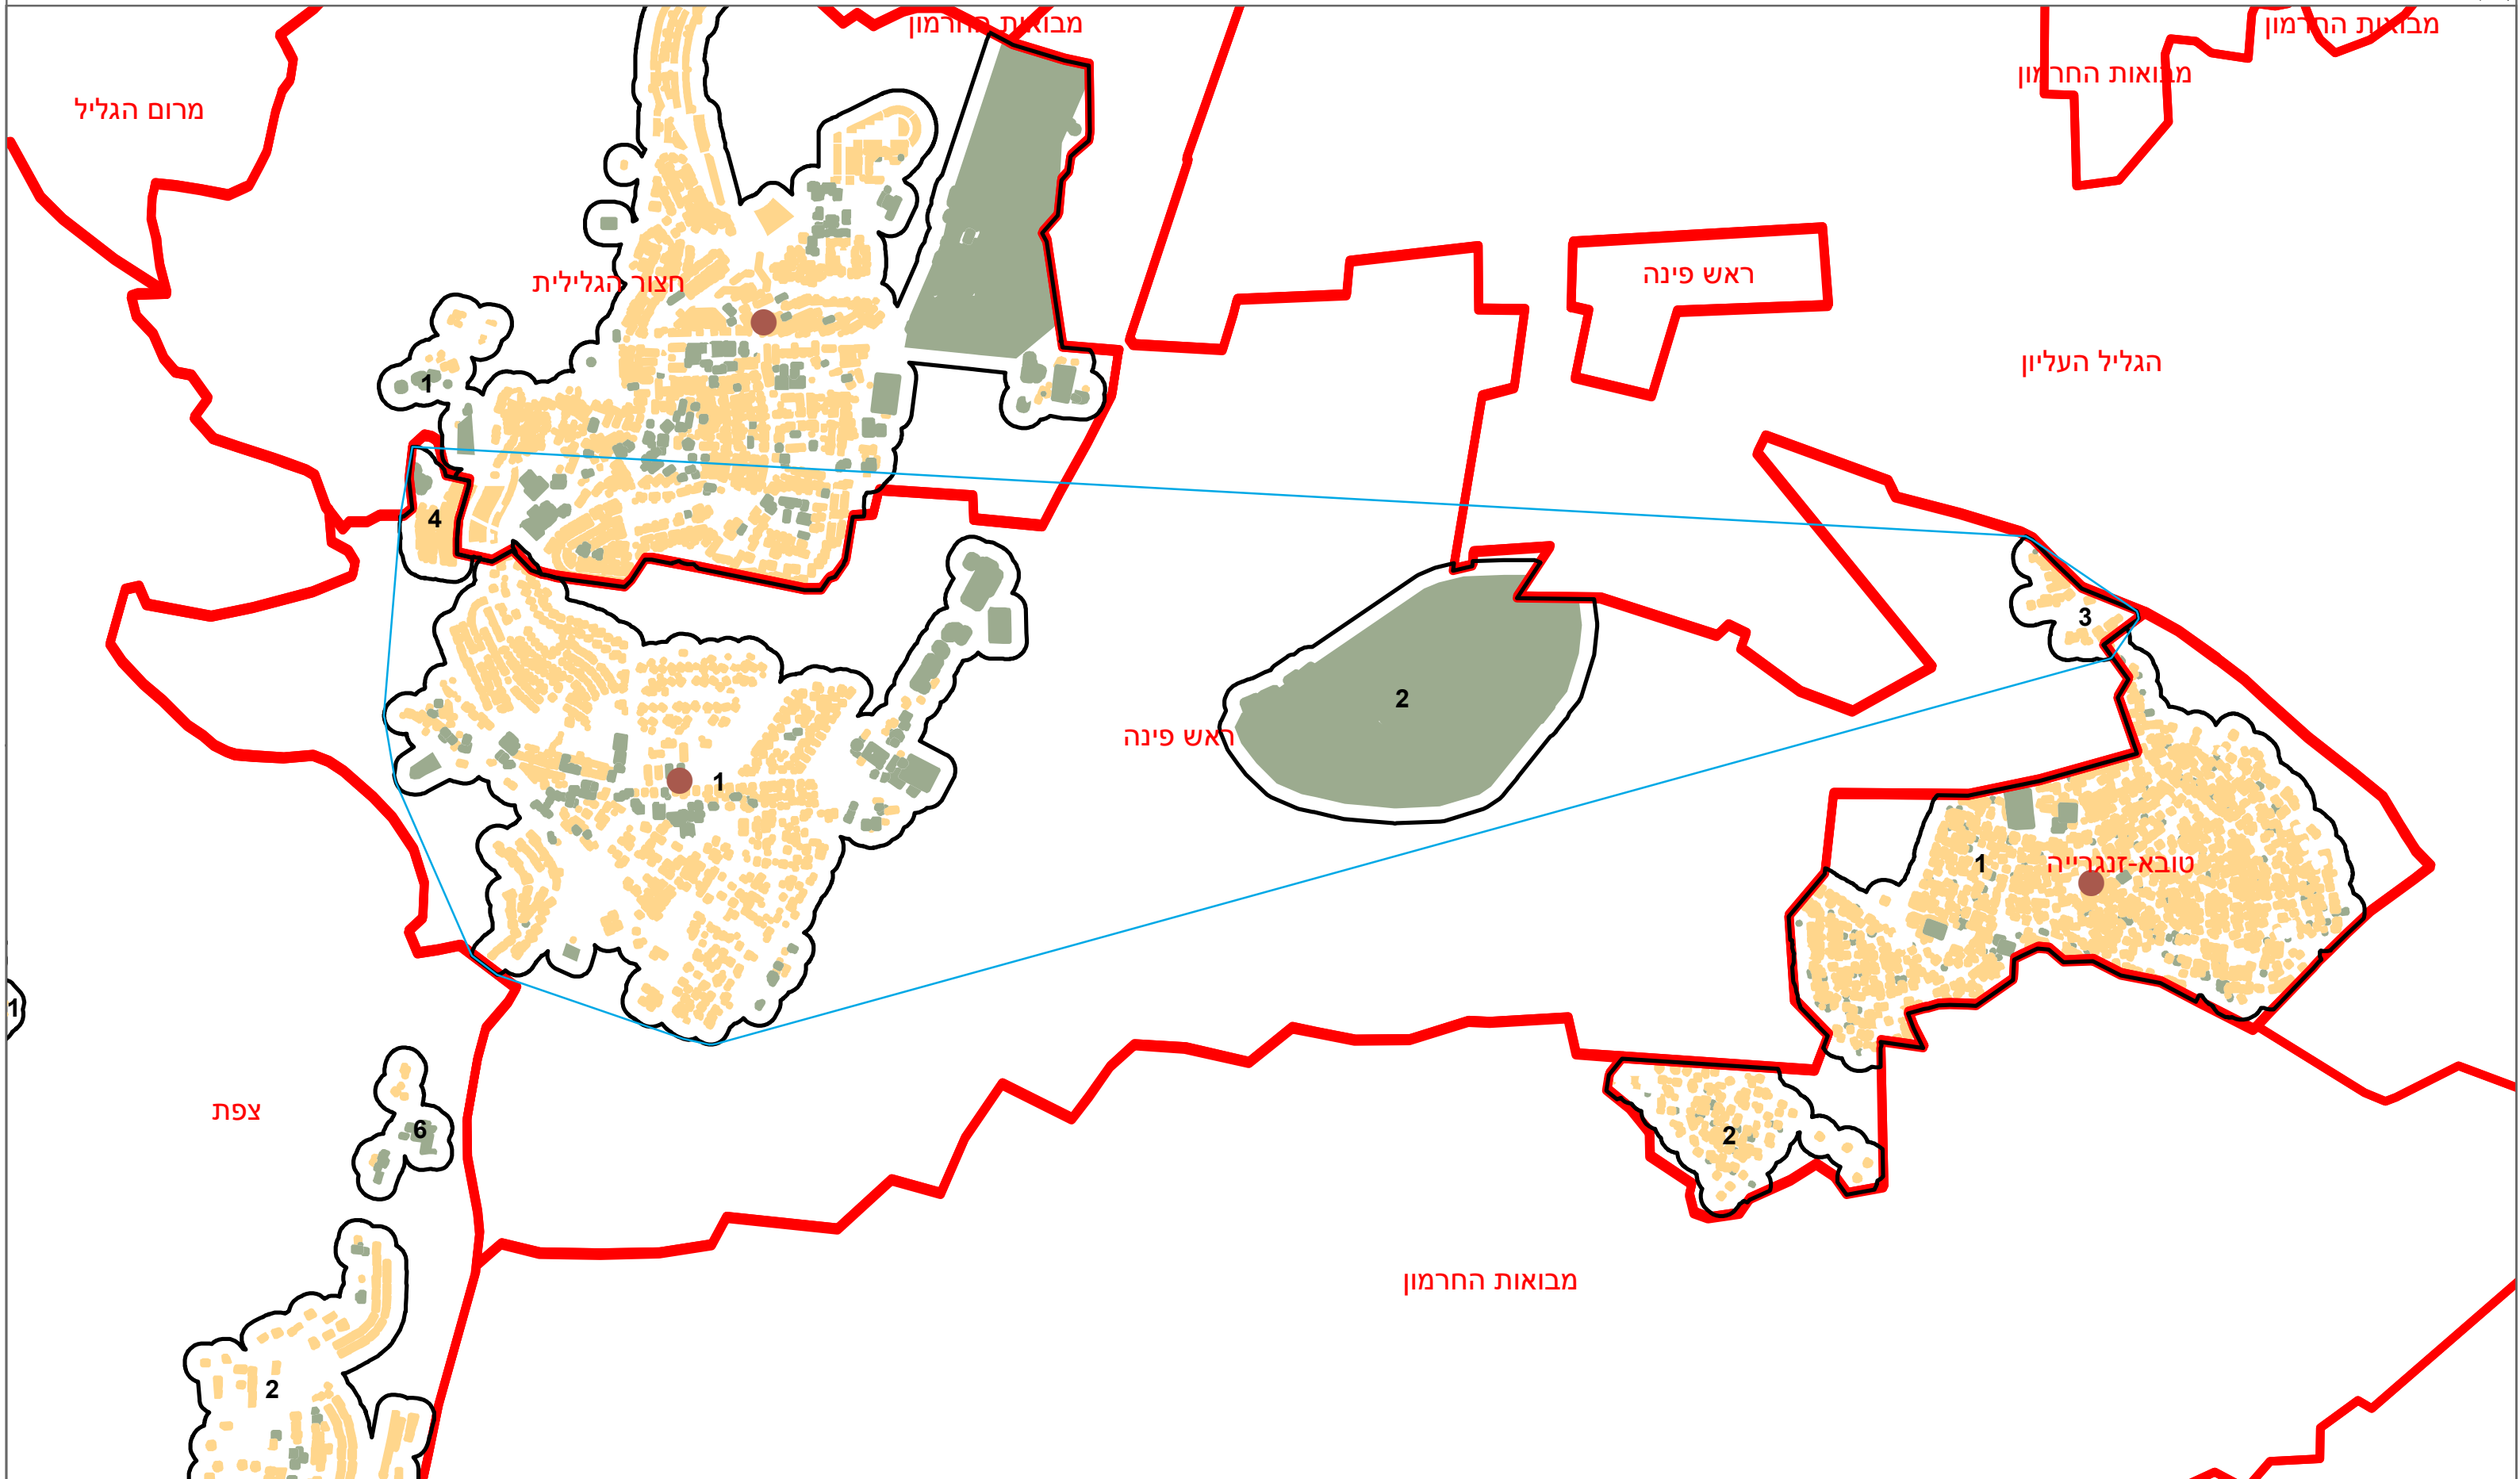 מבואות החרמון
מבואות החרמון
מבואות החרמון
מרום הגליל
ראש פינה
חצור הגלילית
הגליל העליון
1
4
3
2
ראש פינה
1
1
טובא-זנגרייה
1
צפת
6
2
מבואות החרמון
2